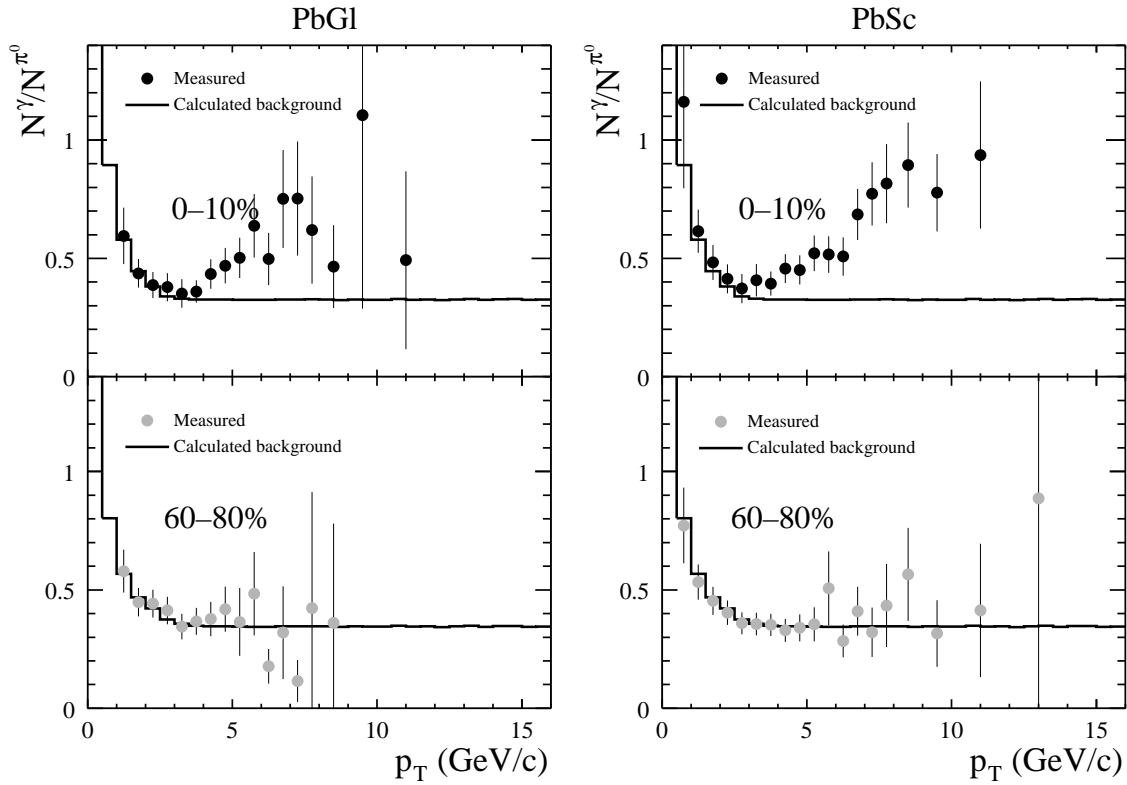 PbGl
PbSc
N^γ/N^π⁰
Measured
Calculated background
0–10%
1
0.5
0
N^γ/N^π⁰
Measured
Calculated background
0–10%
1
0.5
0
Measured
Calculated background
60–80%
1
0.5
0
0 5 10 15
p_T (GeV/c)
Measured
Calculated background
60–80%
1
0.5
0
0 5 10 15
p_T (GeV/c)